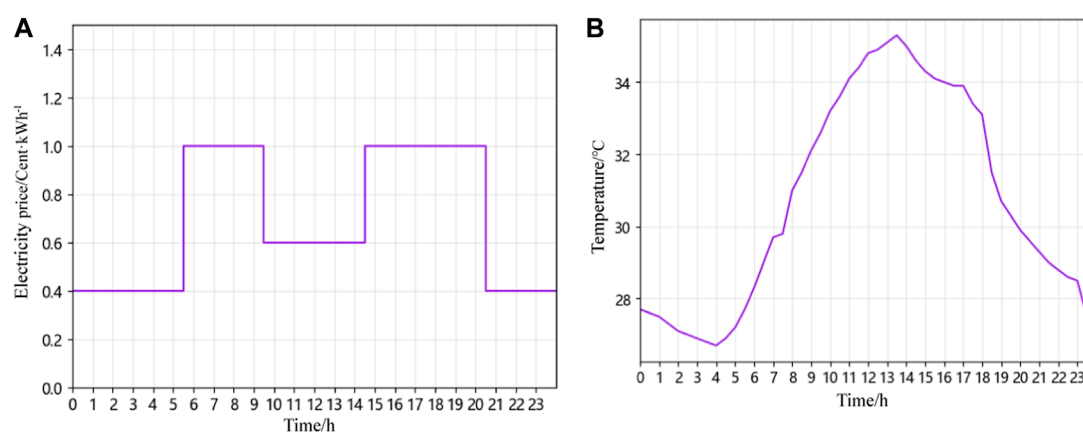 A
Electricity price/Cent·kWh⁻¹
1.4
1.2
1.0
0.8
0.6
0.4
0.2
0.0
0 1 2 3 4 5 6 7 8 9 10 11 12 13 14 15 16 17 18 19 20 21 22 23
Time/h
B
Temperature/°C
34
32
30
28
0 1 2 3 4 5 6 7 8 9 10 11 12 13 14 15 16 17 18 19 20 21 22 23
Time/h